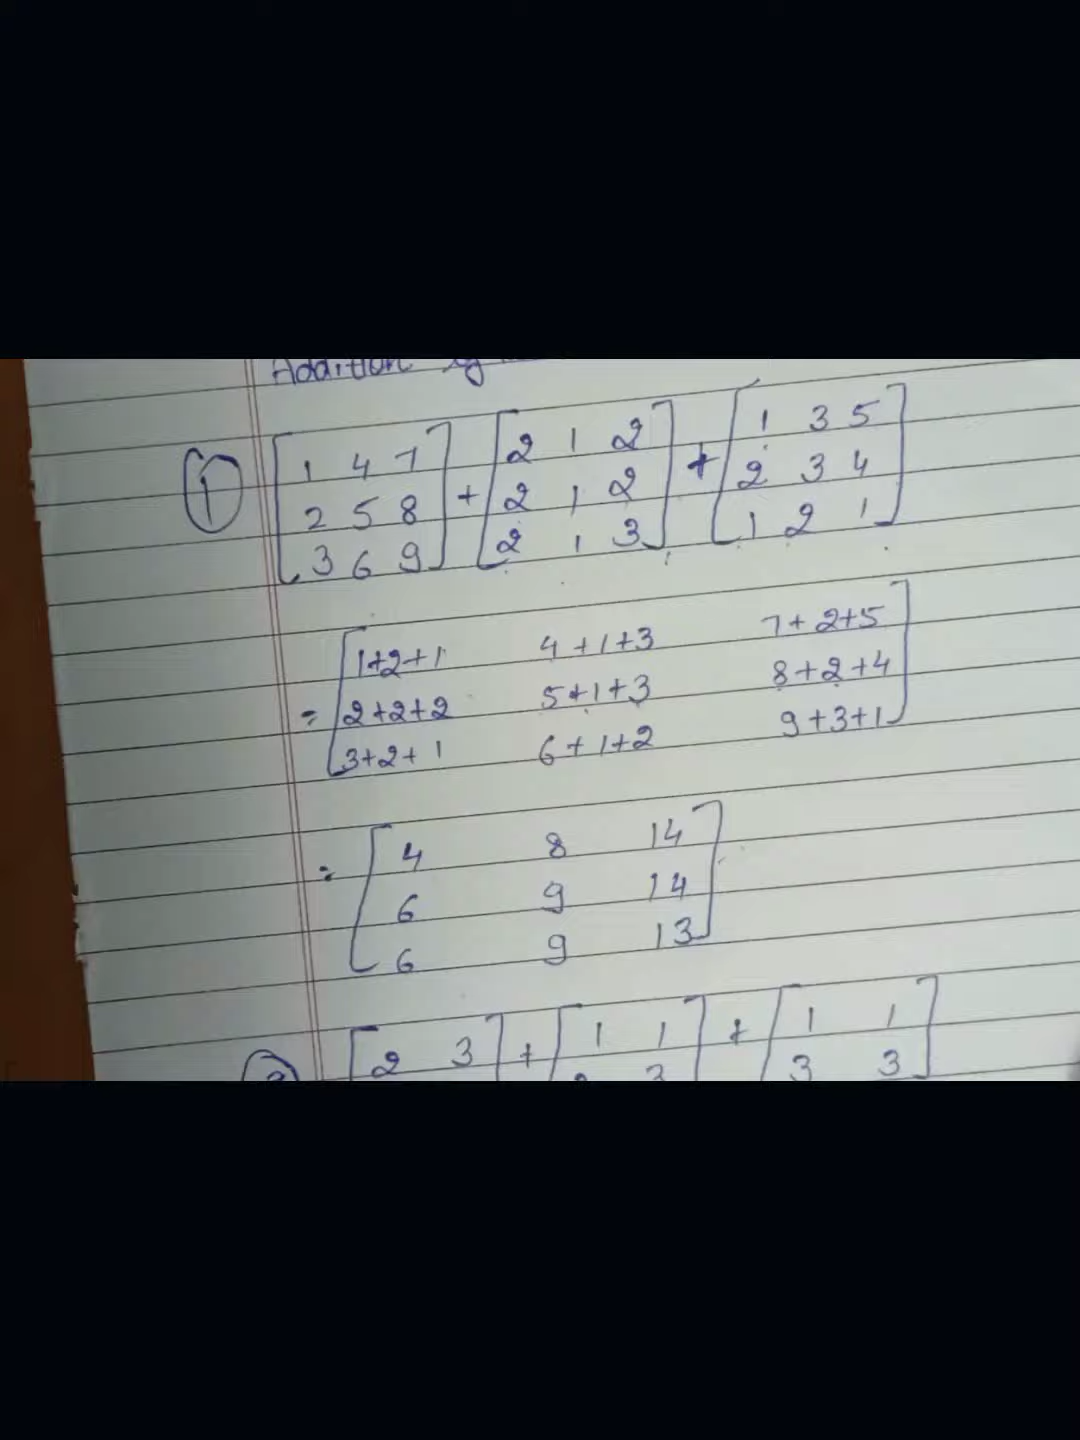 Addition
① [1 4 7] + [2 1 2] + [1 3 5]
[2 5 8] [2 1 2] [2 3 4]
[3 6 9] [2 1 3] [1 2 1]
= [1+2+1 4+1+3 7+2+5]
[2+2+2 5+1+3 8+2+4]
[3+2+1 6+1+2 9+3+1]
= [4 8 14]
[6 9 14]
[6 9 13]
[2 3] + [1 1] + [1 1]
[3 3]